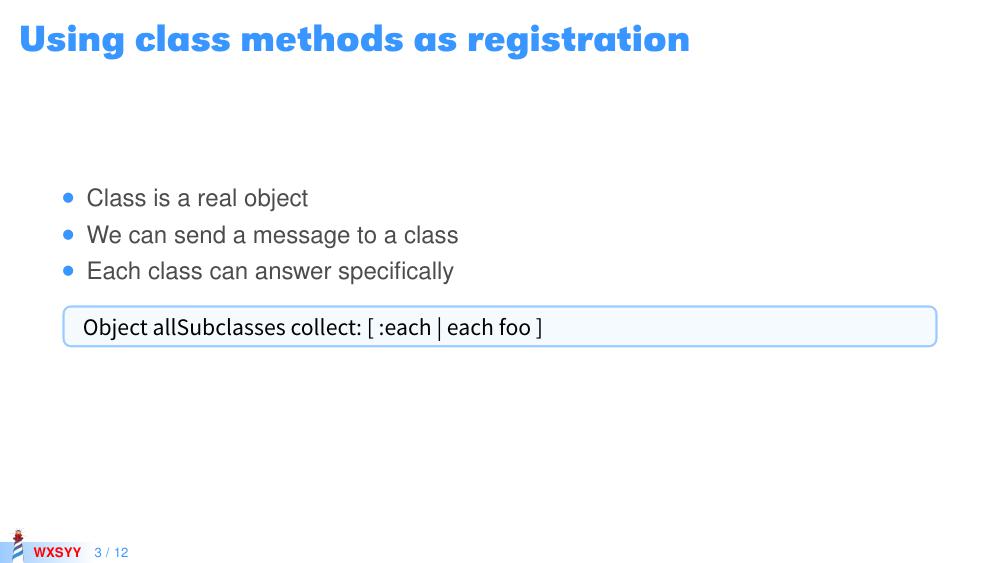 Using class methods as registration
Class is a real object
We can send a message to a class
Each class can answer specifically
Object allSubclasses collect: [ :each | each foo ]
WXSYY 3 / 12